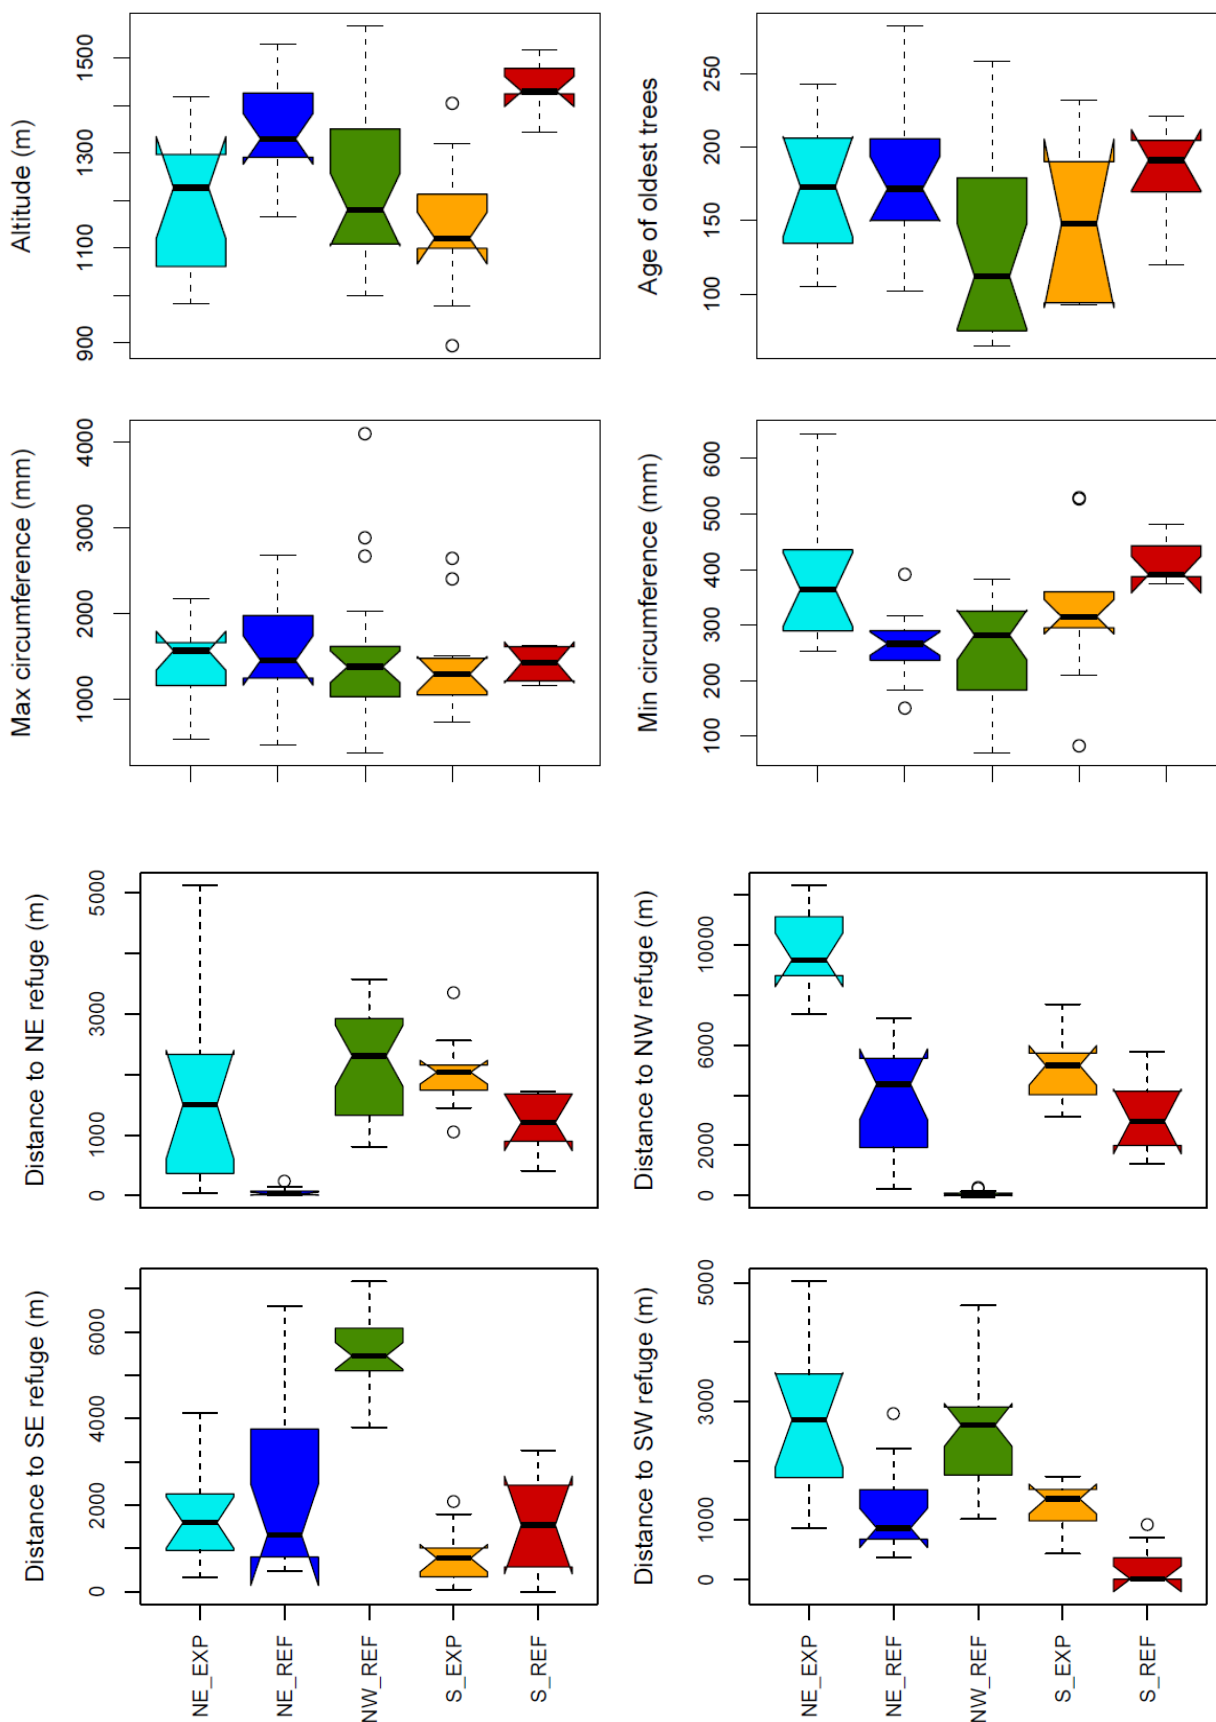 Altitude (m)
1500
1300
1100
900
Age of oldest trees
250
200
150
100
Max circumference (mm)
4000
3000
2000
1000
Min circumference (mm)
600
500
400
300
200
100
Distance to NE refuge (m)
5000
3000
1000
0
Distance to NW refuge (m)
10000
6000
2000
0
Distance to SE refuge (m)
6000
4000
2000
0
Distance to SW refuge (m)
5000
3000
1000
0
NE_EXP
NE_REF
NW_REF
S_EXP
S_REF
NE_EXP
NE_REF
NW_REF
S_EXP
S_REF